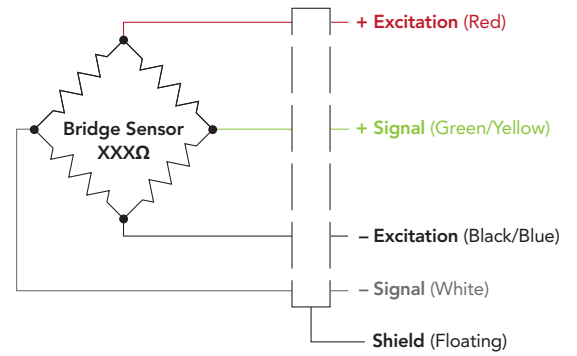 + Excitation (Red)
Bridge Sensor
XXXΩ
+ Signal (Green/Yellow)
– Excitation (Black/Blue)
– Signal (White)
Shield (Floating)